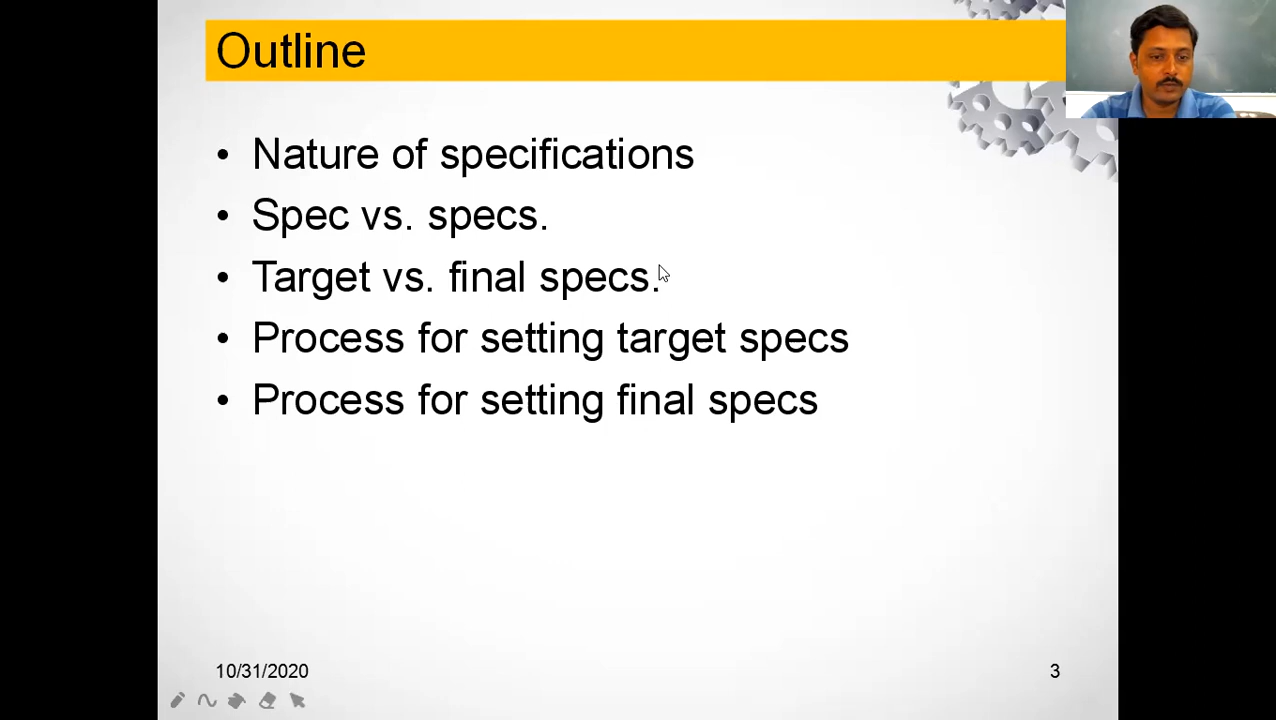 Outline
• Nature of specifications
• Spec vs. specs.
• Target vs. final specs.
• Process for setting target specs
• Process for setting final specs
10/31/2020
3